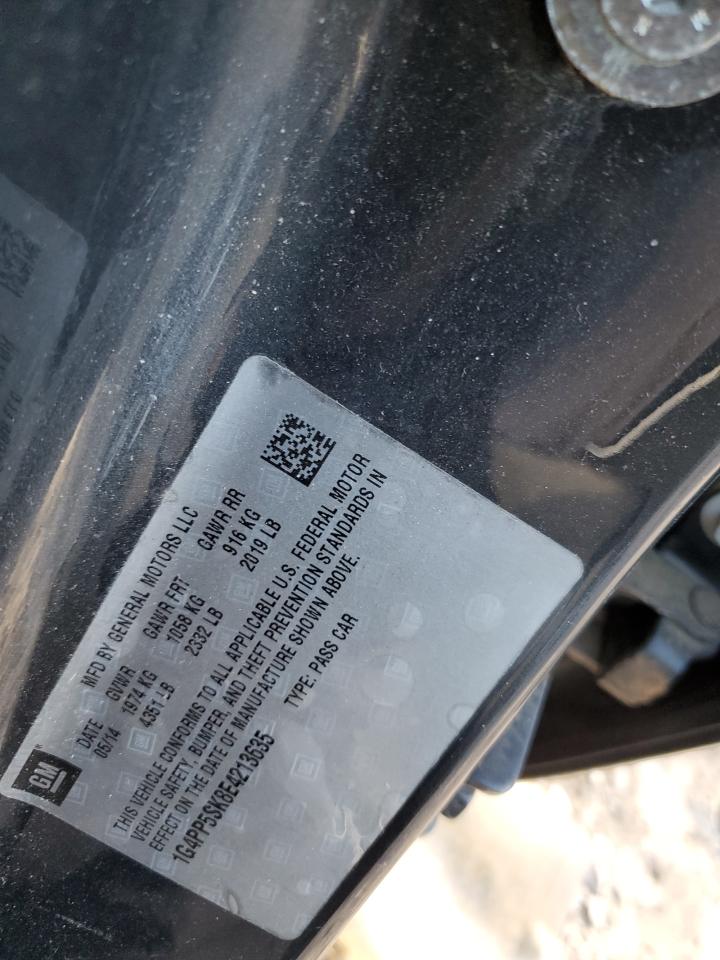 GM
MFD BY GENERAL MOTORS LLC
DATE GVWR GAWR FRT GAWR RR
05/14 1974 KG 1058 KG 916 KG
4351 LB 2332 LB 2019 LB
THIS VEHICLE CONFORMS TO ALL APPLICABLE U.S. FEDERAL MOTOR
VEHICLE SAFETY, BUMPER, AND THEFT PREVENTION STANDARDS IN
EFFECT ON THE DATE OF MANUFACTURE SHOWN ABOVE.
1G4PP5SK8E4213635 TYPE: PASS CAR